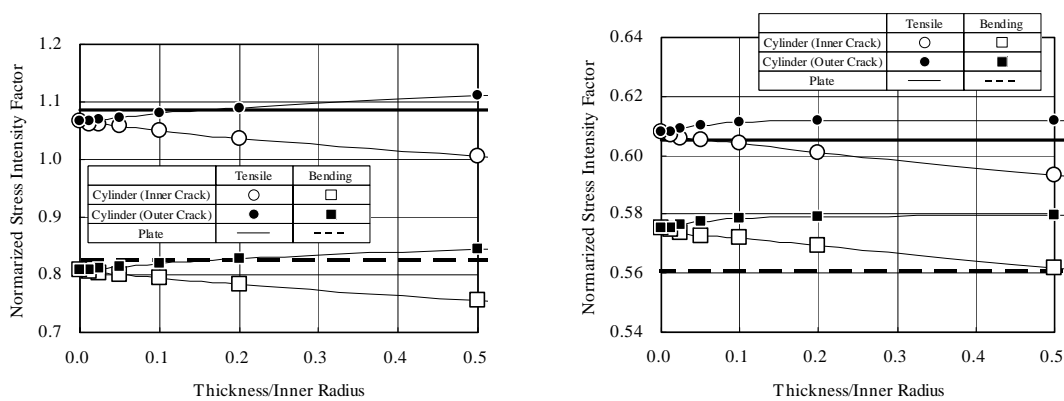 Normarized Stress Intensity Factor
1.2
1.1
1.0
0.9
0.8
0.7
0.0 0.1 0.2 0.3 0.4 0.5
Thickness/Inner Radius
Tensile Bending
Cylinder (Inner Crack)
Cylinder (Outer Crack)
Plate
Normarized Stress Intensity Factor
0.64
0.62
0.60
0.58
0.56
0.54
0.0 0.1 0.2 0.3 0.4 0.5
Thickness/Inner Radius
Tensile Bending
Cylinder (Inner Crack)
Cylinder (Outer Crack)
Plate